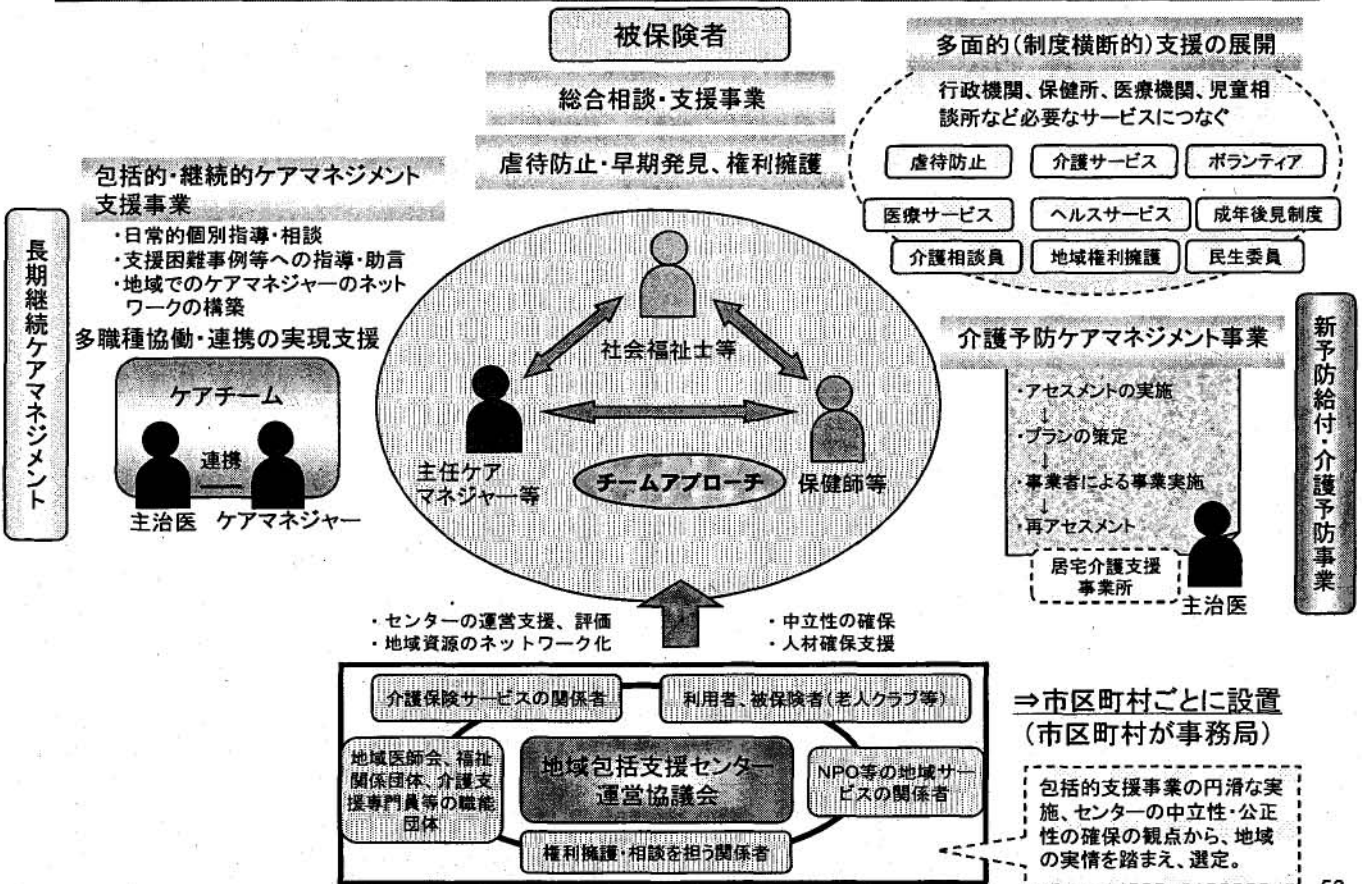 被保険者
総合相談・支援事業
虐待防止・早期発見、権利擁護
多面的(制度横断的)支援の展開
行政機関、保健所、医療機関、児童相
談所など必要なサービスにつなぐ
虐待防止
介護サービス
ボランティア
医療サービス
ヘルスサービス
成年後見制度
介護相談員
地域権利擁護
民生委員
長期継続ケアマネジメント
包括的・継続的ケアマネジメント
支援事業
・日常的個別指導・相談
・支援困難事例等への指導・助言
・地域でのケアマネジャーのネット
ワークの構築
多職種協働・連携の実現支援
ケアチーム
連携
主治医
ケアマネジャー
社会福祉士等
主任ケア
マネジャー等
チームアプローチ
保健師等
新予防給付・介護予防事業
介護予防ケアマネジメント事業
・アセスメントの実施
↓
・プランの策定
↓
・事業者による事業実施
↓
・再アセスメント
居宅介護支援
事業所
主治医
・センターの運営支援、評価
・地域資源のネットワーク化
・中立性の確保
・人材確保支援
介護保険サービスの関係者
利用者、被保険者(老人クラブ等)
地域医師会、福祉
関係団体、介護支
援専門員等の職能
団体
地域包括支援センター
運営協議会
NPO等の地域サー
ビスの関係者
権利擁護・相談を担う関係者
⇒市区町村ごとに設置
(市区町村が事務局)
包括的支援事業の円滑な実
施、センターの中立性・公正
性の確保の観点から、地域
の実情を踏まえ、選定。